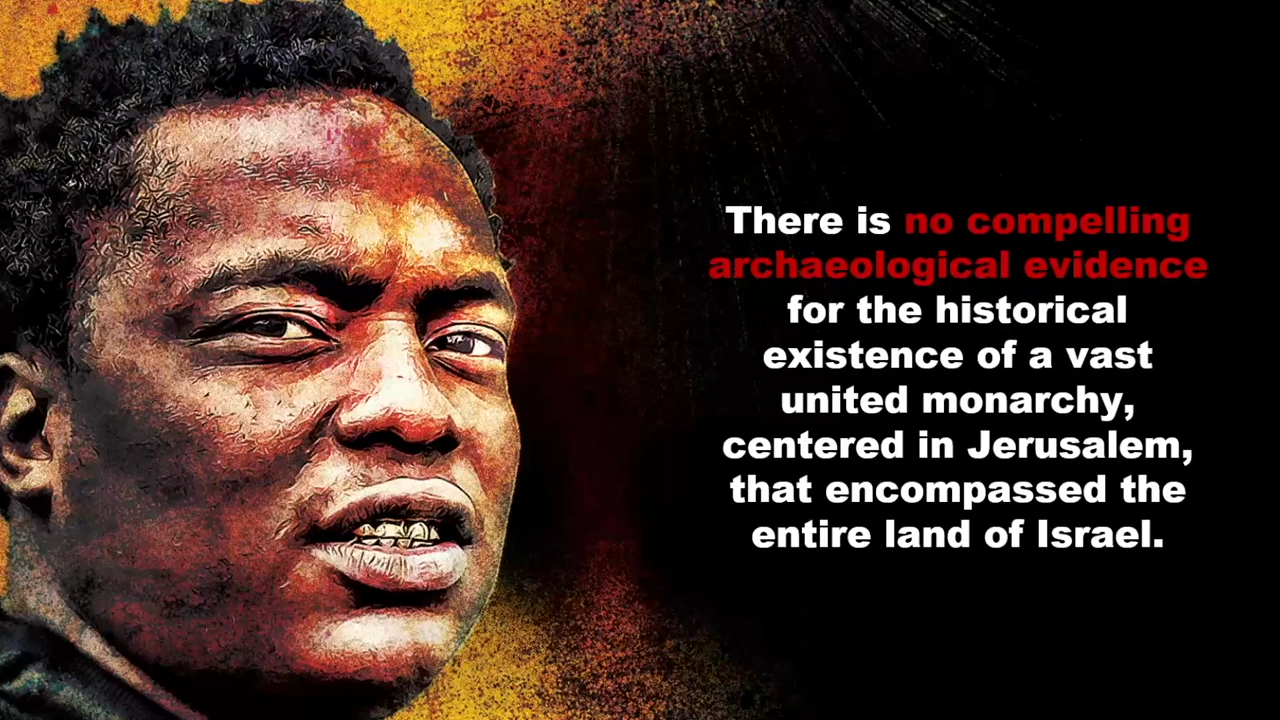 There is no compelling
archaeological evidence
for the historical
existence of a vast
united monarchy,
centered in Jerusalem,
that encompassed the
entire land of Israel.